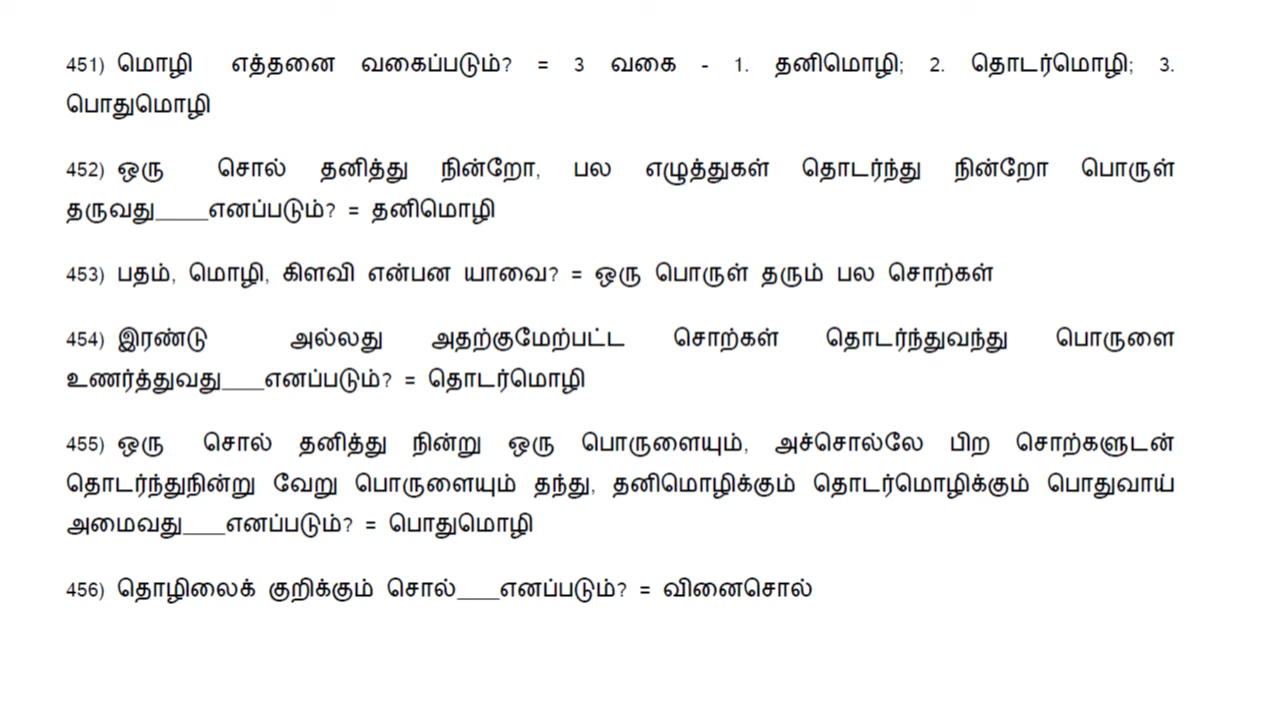 451) மொழி எத்தனை வகைப்படும்? = 3 வகை - 1. தனிமொழி; 2. தொடர்மொழி; 3.
பொதுமொழி
452) ஒரு சொல் தனித்து நின்றோ, பல எழுத்துகள் தொடர்ந்து நின்றோ பொருள்
தருவது_____எனப்படும்? = தனிமொழி
453) பதம், மொழி, கிளவி என்பன யாவை? = ஒரு பொருள் தரும் பல சொற்கள்
454) இரண்டு அல்லது அதற்குமேற்பட்ட சொற்கள் தொடர்ந்துவந்து பொருளை
உணர்த்துவது____எனப்படும்? = தொடர்மொழி
455) ஒரு சொல் தனித்து நின்று ஒரு பொருளையும், அச்சொல்லே பிற சொற்களுடன்
தொடர்ந்துநின்று வேறு பொருளையும் தந்து, தனிமொழிக்கும் தொடர்மொழிக்கும் பொதுவாய்
அமைவது____எனப்படும்? = பொதுமொழி
456) தொழிலைக் குறிக்கும் சொல்____எனப்படும்? = வினைசொல்